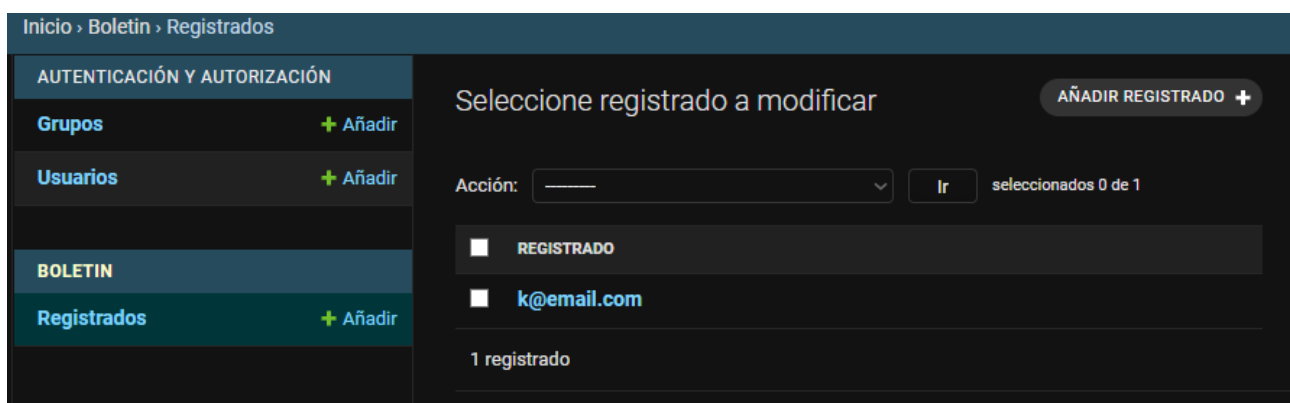 Inicio › Boletin › Registrados
AUTENTICACIÓN Y AUTORIZACIÓN
Grupos + Añadir
Usuarios + Añadir
BOLETIN
Registrados + Añadir
Seleccione registrado a modificar
AÑADIR REGISTRADO +
Acción: --------- Ir seleccionados 0 de 1
REGISTRADO
k@email.com
1 registrado